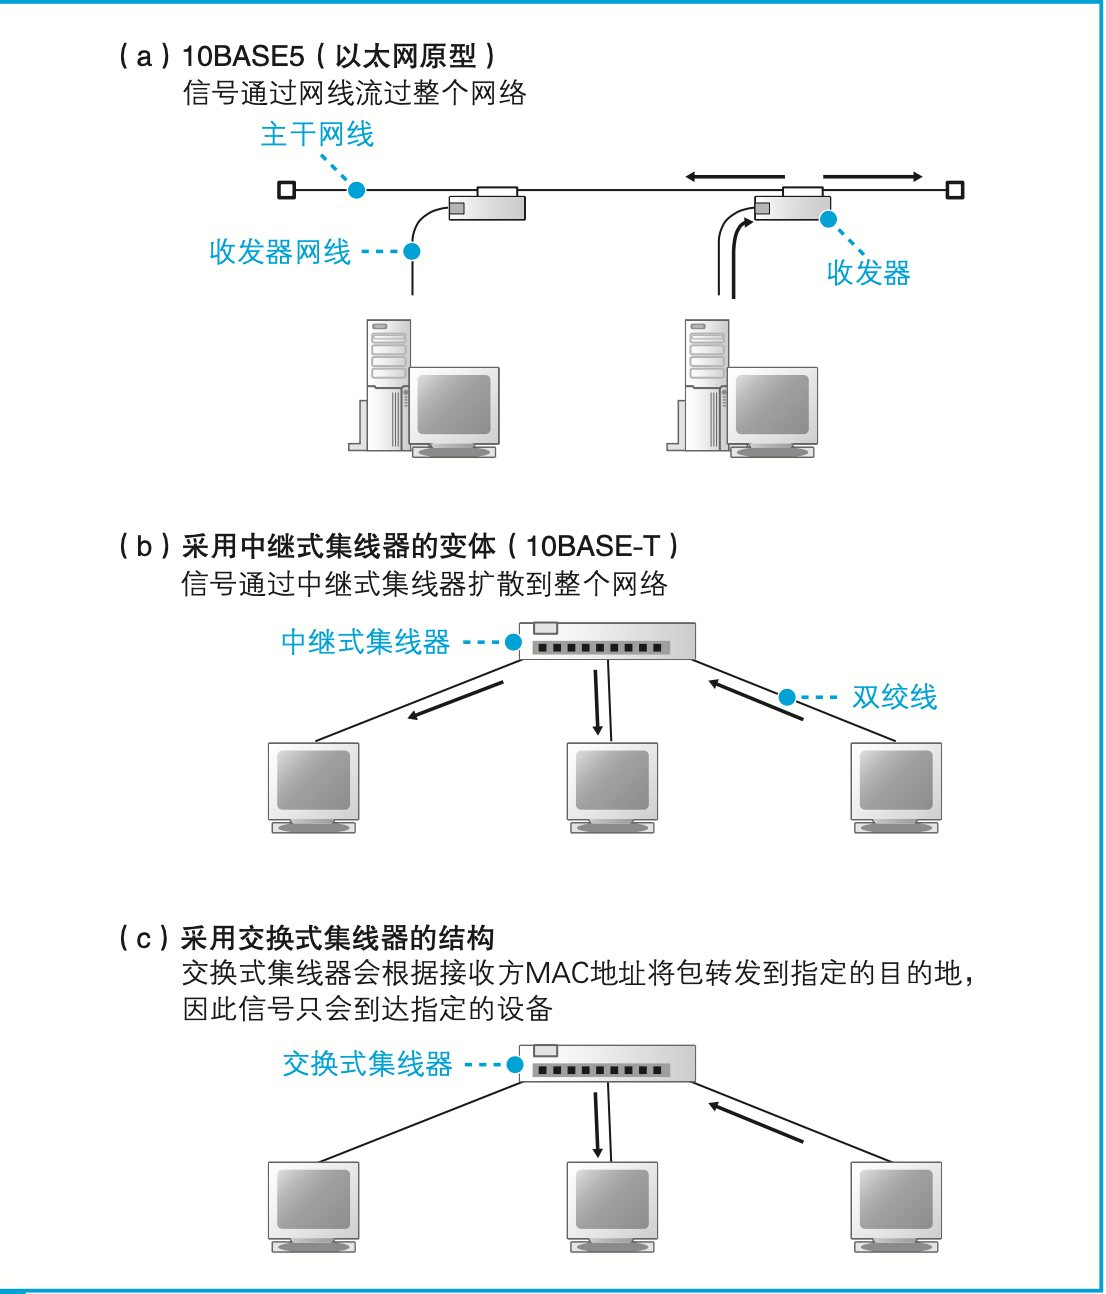 （a）10BASE5（以太网原型）
信号通过网线流过整个网络
主干网线
收发器网线
收发器
（b）采用中继式集线器的变体（10BASE-T）
信号通过中继式集线器扩散到整个网络
中继式集线器
双绞线
（c）采用交换式集线器的结构
交换式集线器会根据接收方MAC地址将包转发到指定的目的地，
因此信号只会到达指定的设备
交换式集线器